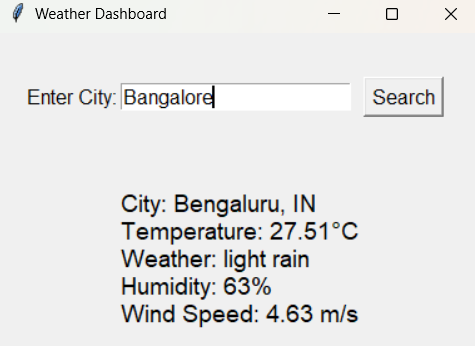 Weather Dashboard
Enter City: Bangalore Search
City: Bengaluru, IN
Temperature: 27.51°C
Weather: light rain
Humidity: 63%
Wind Speed: 4.63 m/s